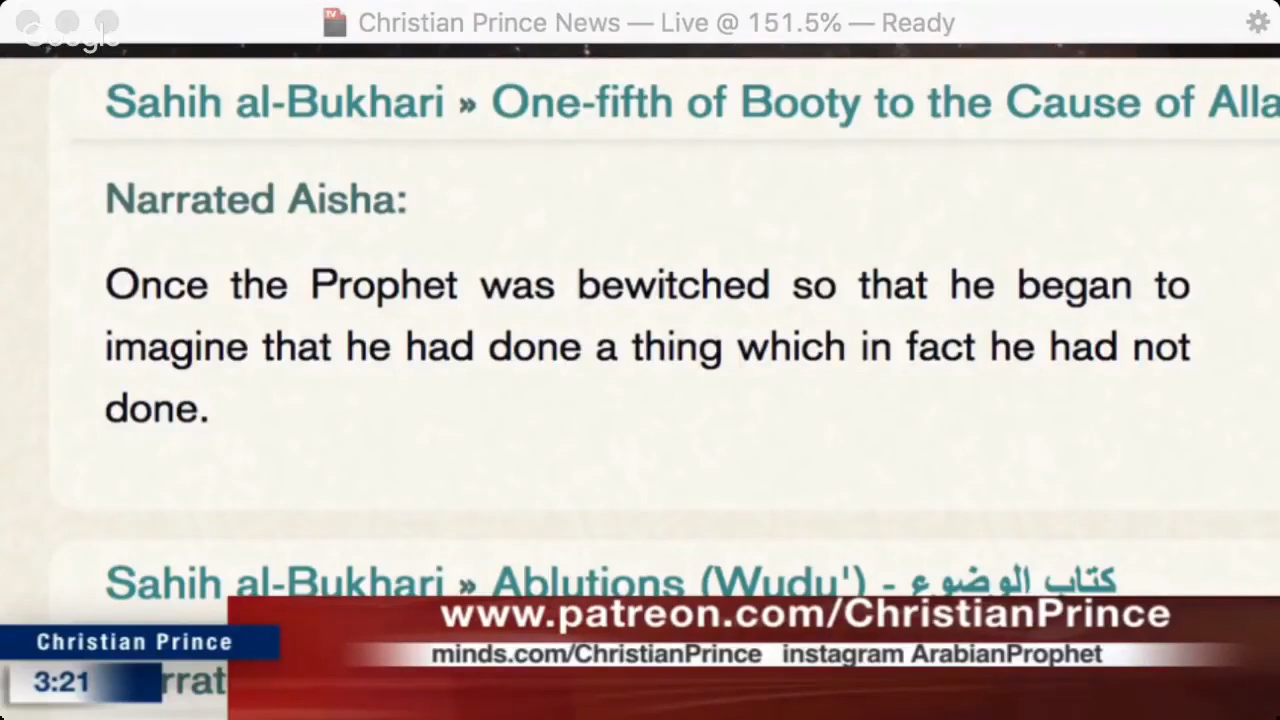 Christian Prince News — Live @ 151.5% — Ready
Google
Sahih al-Bukhari » One-fifth of Booty to the Cause of Alla
Narrated Aisha:
Once the Prophet was bewitched so that he began to
imagine that he had done a thing which in fact he had not
done.
Sahih al-Bukhari » Ablutions (Wudu') - كتاب الوضوء
www.patreon.com/ChristianPrince
Christian Prince
minds.com/ChristianPrince instagram ArabianProphet
3:21
rrat